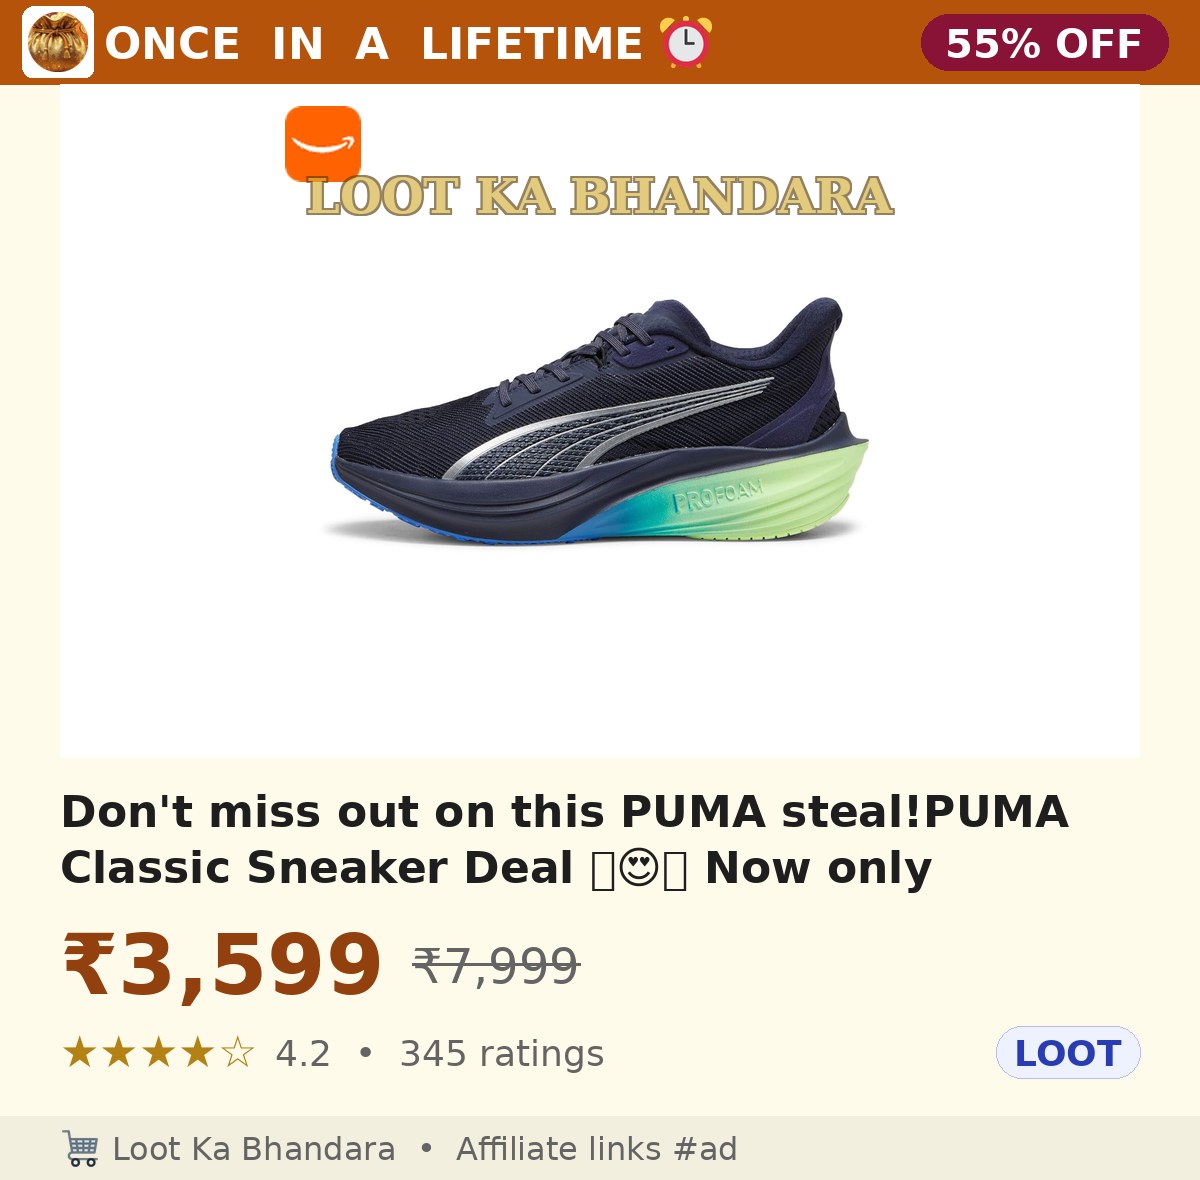 ONCE IN A LIFETIME ⏰ 55% OFF
LOOT KA BHANDARA
PROFOAM
Don't miss out on this PUMA steal!PUMA
Classic Sneaker Deal 😍 Now only
₹3,599 ₹7,999
★★★★☆ 4.2 • 345 ratings
LOOT
🛒 Loot Ka Bhandara • Affiliate links #ad